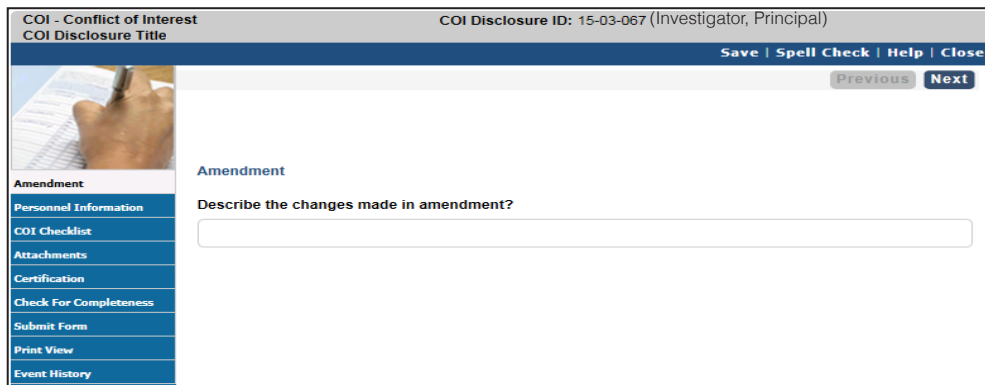 COI - Conflict of Interest
COI Disclosure ID: 15-03-067 (Investigator, Principal)
COI Disclosure Title
Save | Spell Check | Help | Close
Previous Next
Amendment
Personnel Information
COI Checklist
Attachments
Certification
Check For Completeness
Submit Form
Print View
Event History
Amendment
Describe the changes made in amendment?